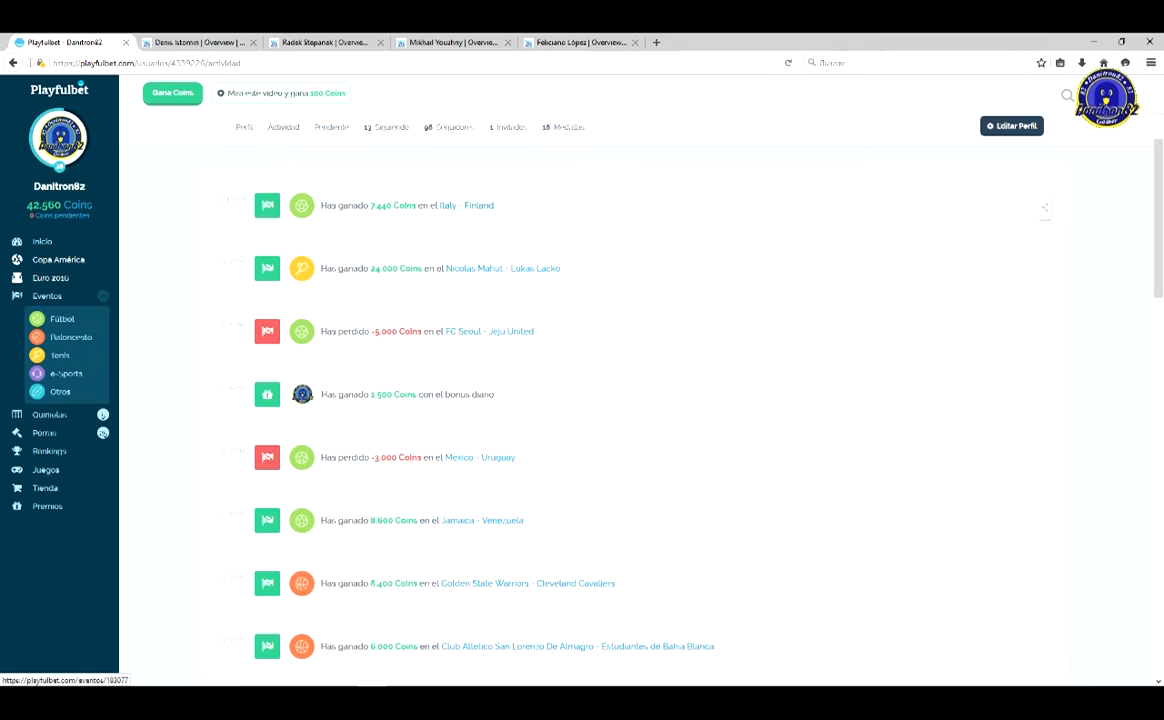 Playfulbet - Danitron82
Denis Istomin | Overview | ...
Radek Stepanek | Overvie...
Mikhail Youzhny | Overvie...
Feliciano López | Overview...
https://playfulbet.com/usuarios/4339226/actividad
Buscar
Playfulbet
Gana Coins
Mira este video y gana 100 Coins
Danitron82
Perfil
Actividad
Pendiente
13 Siguiendo
98 Seguidores
1 Invitados
18 Medallas
Editar Perfil
Danitron82
42.560 Coins
0 Coins pendientes
Inicio
Copa América
Euro 2016
Eventos
Fútbol
Baloncesto
Tenis
e-Sports
Otros
Quinielas
Porras
Rankings
Juegos
Tienda
Premios
Has ganado 7.440 Coins en el Italy - Finland
Has ganado 24.000 Coins en el Nicolas Mahut - Lukas Lacko
Has perdido -5.000 Coins en el FC Seoul - Jeju United
Has ganado 1.500 Coins con el bonus diario
Has perdido -3.000 Coins en el Mexico - Uruguay
Has ganado 8.600 Coins en el Jamaica - Venezuela
Has ganado 6.400 Coins en el Golden State Warriors - Cleveland Cavaliers
Has ganado 6.000 Coins en el Club Atletico San Lorenzo De Almagro - Estudiantes de Bahia Blanca
https://playfulbet.com/eventos/183077